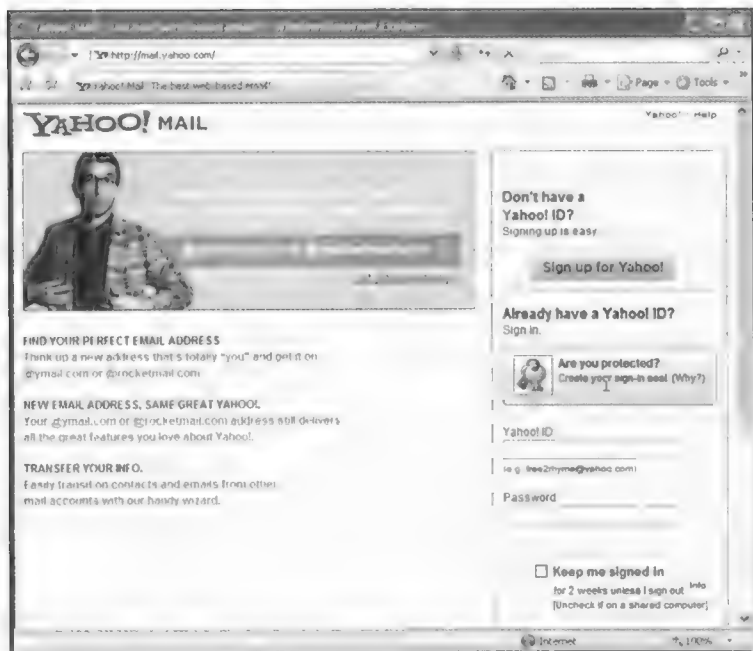 http://mail.yahoo.com/
Yahoo! Mail: The best web-based email!
Page Tools
YAHOO! MAIL
Yahoo! Help
Don't have a
Yahoo! ID?
Signing up is easy.
Sign up for Yahoo!
Already have a Yahoo! ID?
Sign in.
Are you protected?
Create your sign-in seal. (Why?)
Yahoo! ID
(e.g. free2rhyme@yahoo.com)
Password
Keep me signed in
for 2 weeks unless I sign out. Info
[Uncheck if on a shared computer]
FIND YOUR PERFECT EMAIL ADDRESS
Think up a new address that's totally "you" and get it on
@ymail.com or @rocketmail.com
NEW EMAIL ADDRESS, SAME GREAT YAHOO!.
Your @ymail.com or @rocketmail.com address still delivers
all the great features you love about Yahoo!.
TRANSFER YOUR INFO.
Easily transition contacts and emails from other
mail accounts with our handy wizard.
Internet
100%